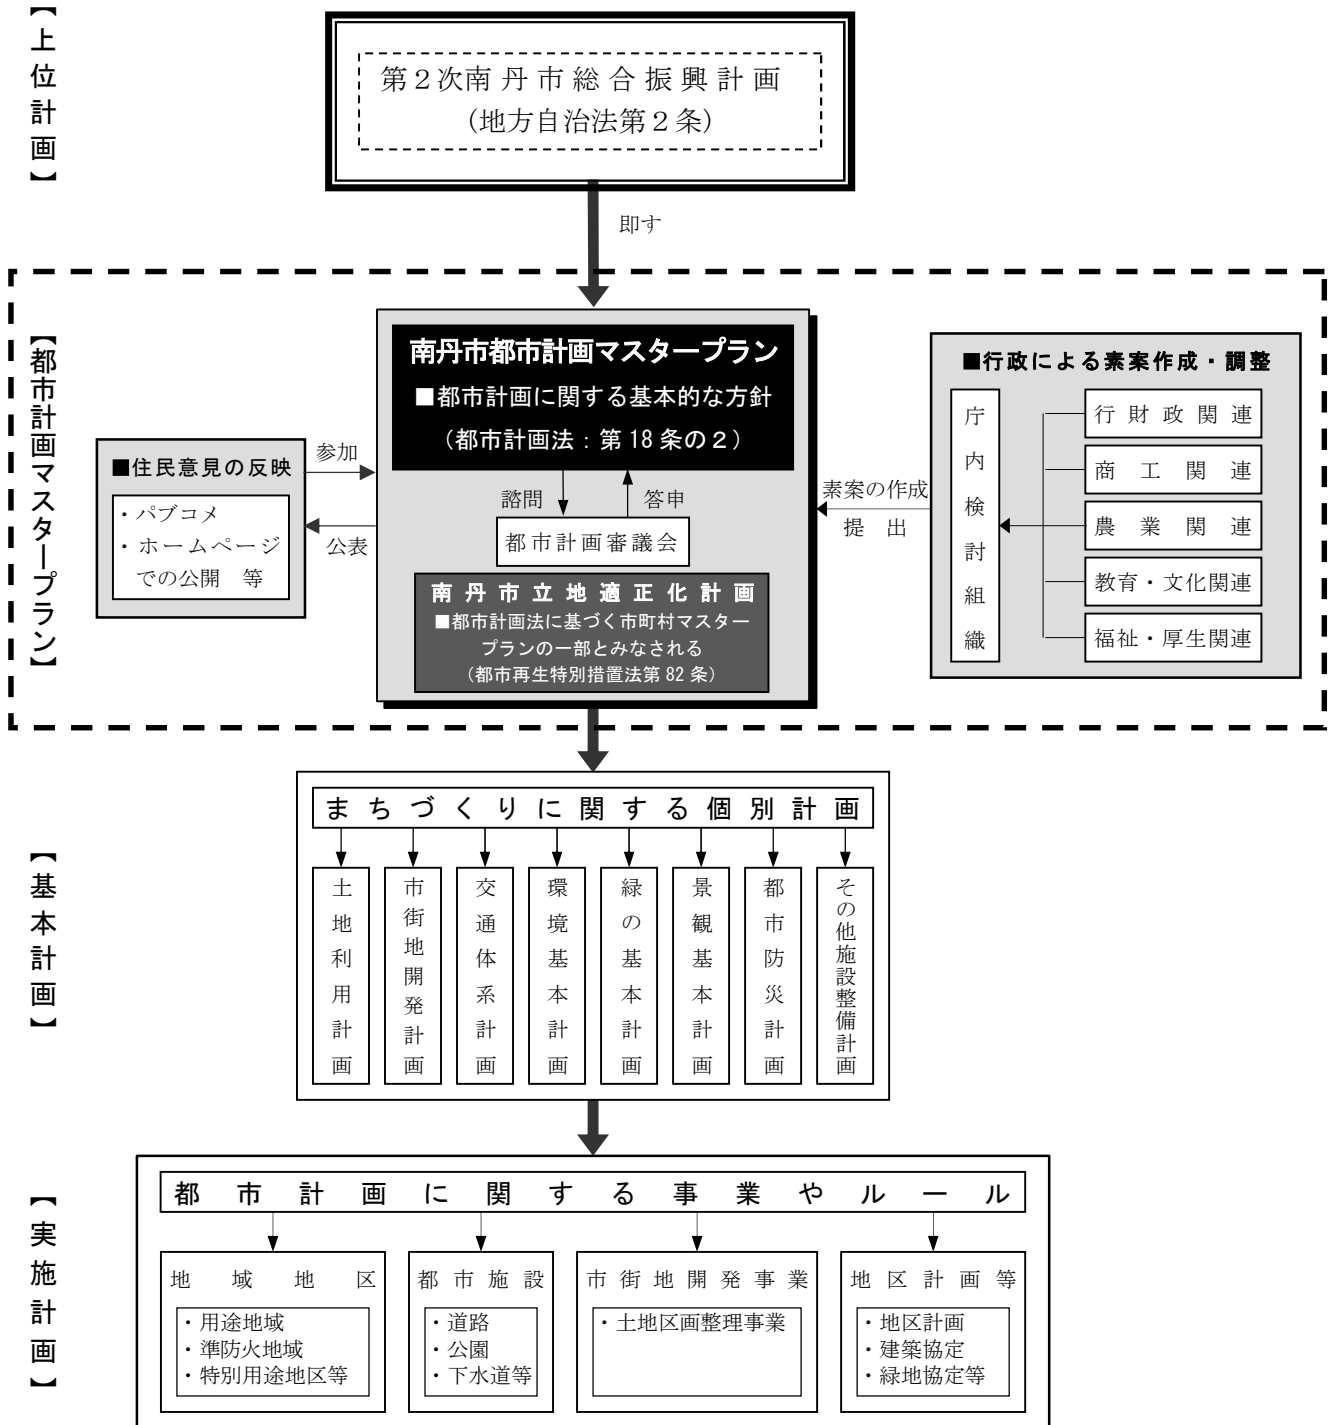 【上位計画】
第２次南丹市総合振興計画
（地方自治法第２条）
即す
【都市計画マスタープラン】
南丹市都市計画マスタープラン
■都市計画に関する基本的な方針
（都市計画法：第18条の２）
諮問
答申
都市計画審議会
南丹市立地適正化計画
■都市計画法に基づく市町村マスター
プランの一部とみなされる
（都市再生特別措置法第82条）
■住民意見の反映
・パブコメ
・ホームページ
での公開　等
参加
公表
素案の作成
提出
■行政による素案作成・調整
庁内検討組織
行財政関連
商工関連
農業関連
教育・文化関連
福祉・厚生関連
【基本計画】
まちづくりに関する個別計画
土地利用計画
市街地開発計画
交通体系計画
環境基本計画
緑の基本計画
景観基本計画
都市防災計画
その他施設整備計画
【実施計画】
都市計画に関する事業やルール
地域地区
・用途地域
・準防火地域
・特別用途地区等
都市施設
・道路
・公園
・下水道等
市街地開発事業
・土地区画整理事業
地区計画等
・地区計画
・建築協定
・緑地協定等